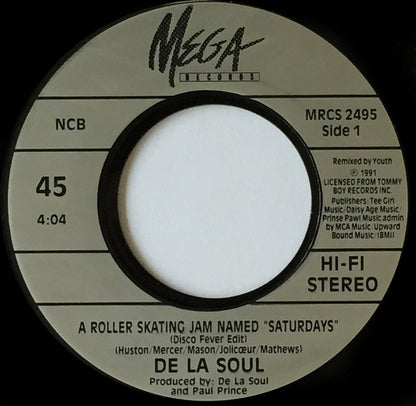 MEGA
RECORDS
NCB
MRCS 2495
Side 1
45
4:04
Remixed by Youth
℗ 1991
LICENSED FROM TOMMY
BOY RECORDS INC.
Publishers: Tee Girl
Music/Daisy Age Music/
Prinse Pawl Music admin
by MCA Music/Upward
Bound Music/(BMI)
HI-FI
STEREO
A ROLLER SKATING JAM NAMED "SATURDAYS"
(Disco Fever Edit)
(Huston/Mercer/Mason/Jolicœur/Mathews)
DE LA SOUL
Produced by: De La Soul
and Paul Prince